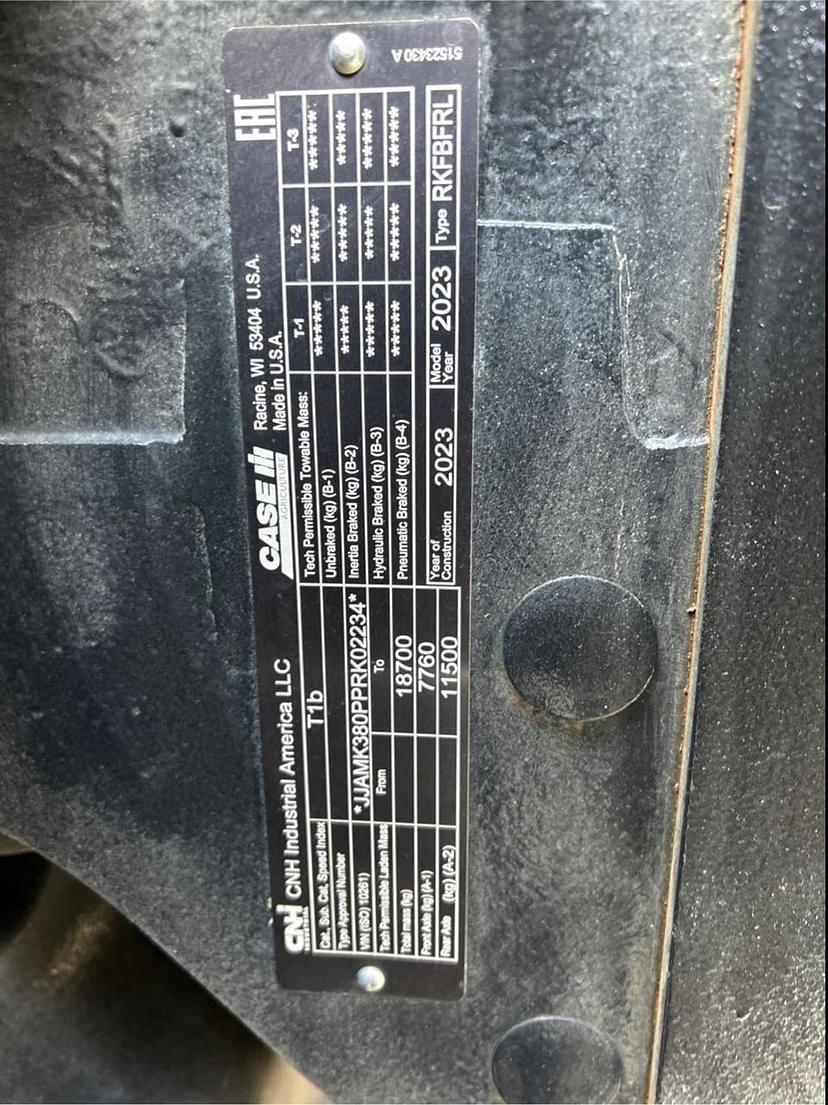 51523430 A
CNH INDUSTRIAL CNH Industrial America LLC CASE IH AGRICULTURE Racine, WI 53404 U.S.A. EAC
Made in U.S.A.
Cat., Sub. Cat, Speed Index T1b
Type Approval Number
VIN (ISO) 10261) *JJAMK380PPRK02234*
Tech Permissible Laden Mass From To
Total mass (kg) 18700
Front Axle (kg) (A-1) 7760
Rear Axle (kg) (A-2) 11500
Tech Permissible Towable Mass: T-1 T-2 T-3
Unbraked (kg) (B-1) ***** ***** *****
Inertia Braked (kg) (B-2) ***** ***** *****
Hydraulic Braked (kg) (B-3) ***** ***** *****
Pneumatic Braked (kg) (B-4) ***** ***** *****
Year of Construction 2023 Model Year 2023 Type RKFBFRL